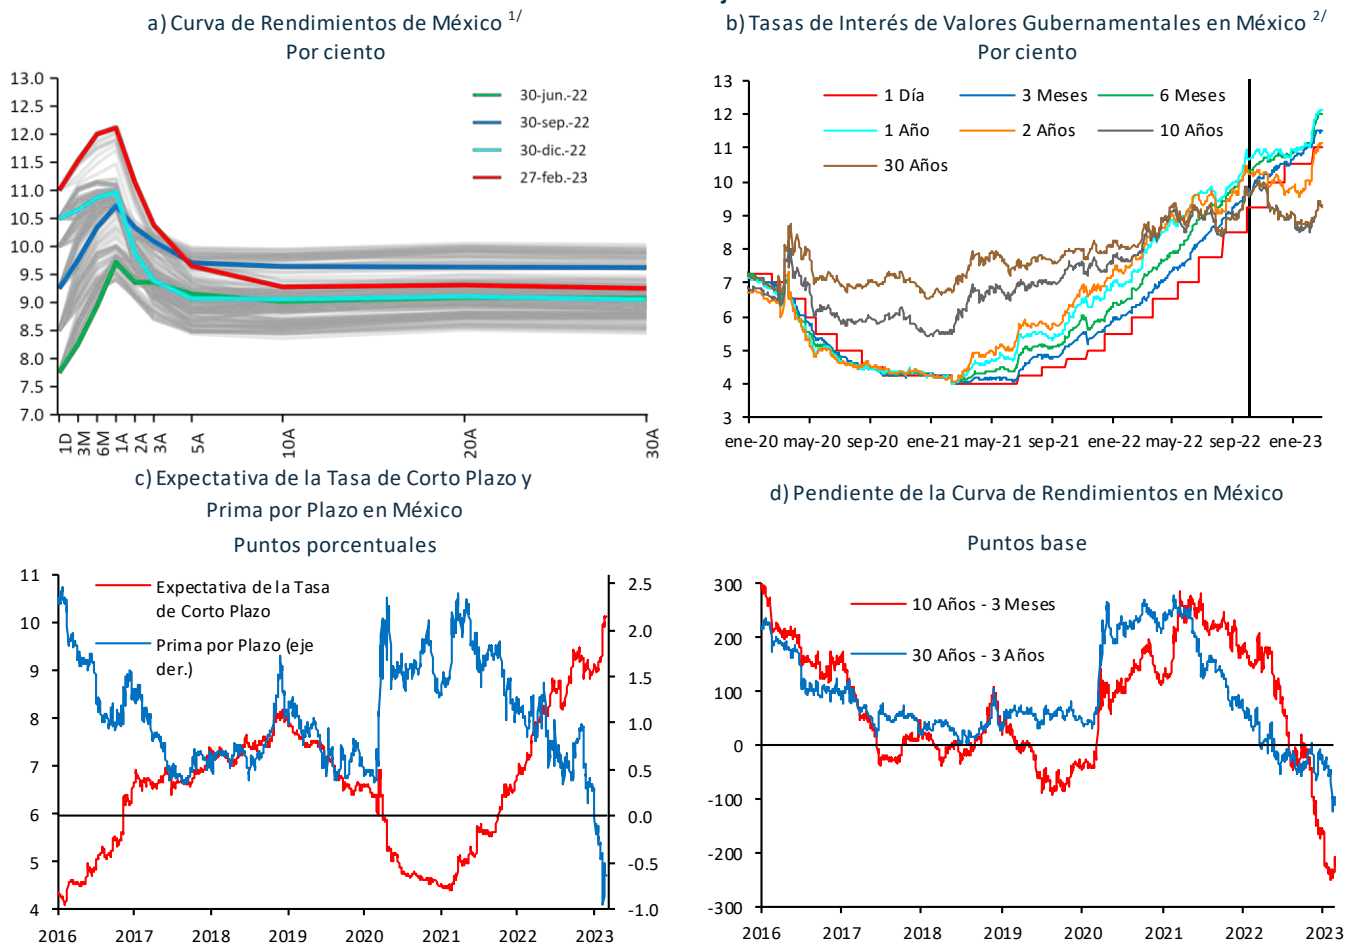 a) Curva de Rendimientos de México 1/
Por ciento
13.0
12.5
12.0
11.5
11.0
10.5
10.0
9.5
9.0
8.5
8.0
7.5
7.0
30-jun.-22
30-sep.-22
30-dic.-22
27-feb.-23
1D
3M
6M
1A
2A
3A
5A
10A
20A
30A
b) Tasas de Interés de Valores Gubernamentales en México 2/
Por ciento
13
12
11
10
9
8
7
6
5
4
3
1 Día
3 Meses
6 Meses
1 Año
2 Años
10 Años
30 Años
ene-20
may-20
sep-20
ene-21
may-21
sep-21
ene-22
may-22
sep-22
ene-23
c) Expectativa de la Tasa de Corto Plazo y
Prima por Plazo en México
Puntos porcentuales
11
10
9
8
7
6
5
4
Expectativa de la Tasa
de Corto Plazo
Prima por Plazo (eje
der.)
2.5
2.0
1.5
1.0
0.5
0.0
-0.5
-1.0
2016
2017
2018
2019
2020
2021
2022
2023
d) Pendiente de la Curva de Rendimientos en México
Puntos base
300
200
100
0
-100
-200
-300
10 Años - 3 Meses
30 Años - 3 Años
2016
2017
2018
2019
2020
2021
2022
2023